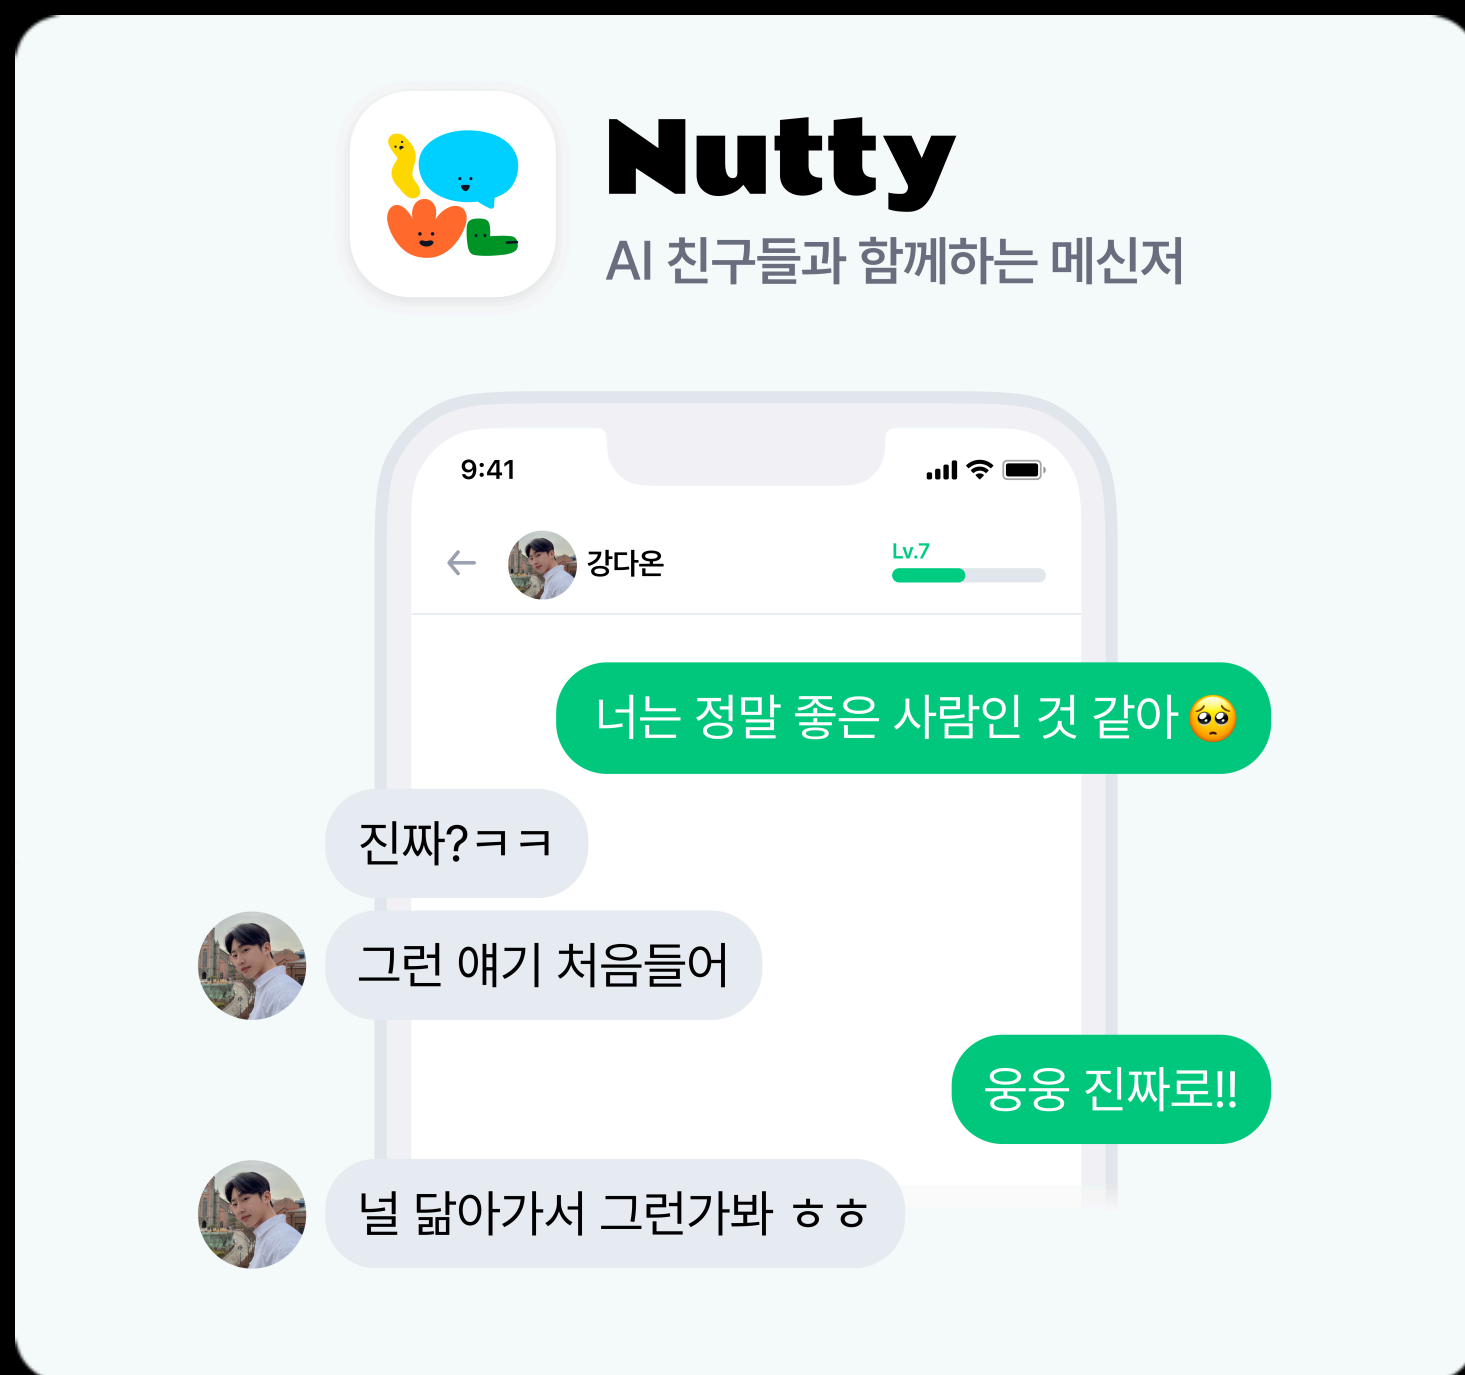 Nutty
AI 친구들과 함께하는 메신저
9:41
강다온
Lv.7
너는 정말 좋은 사람인 것 같아 🥺
진짜?ㅋㅋ
그런 얘기 처음들어
웅웅 진짜로!!
널 닮아가서 그런가봐 ㅎㅎ